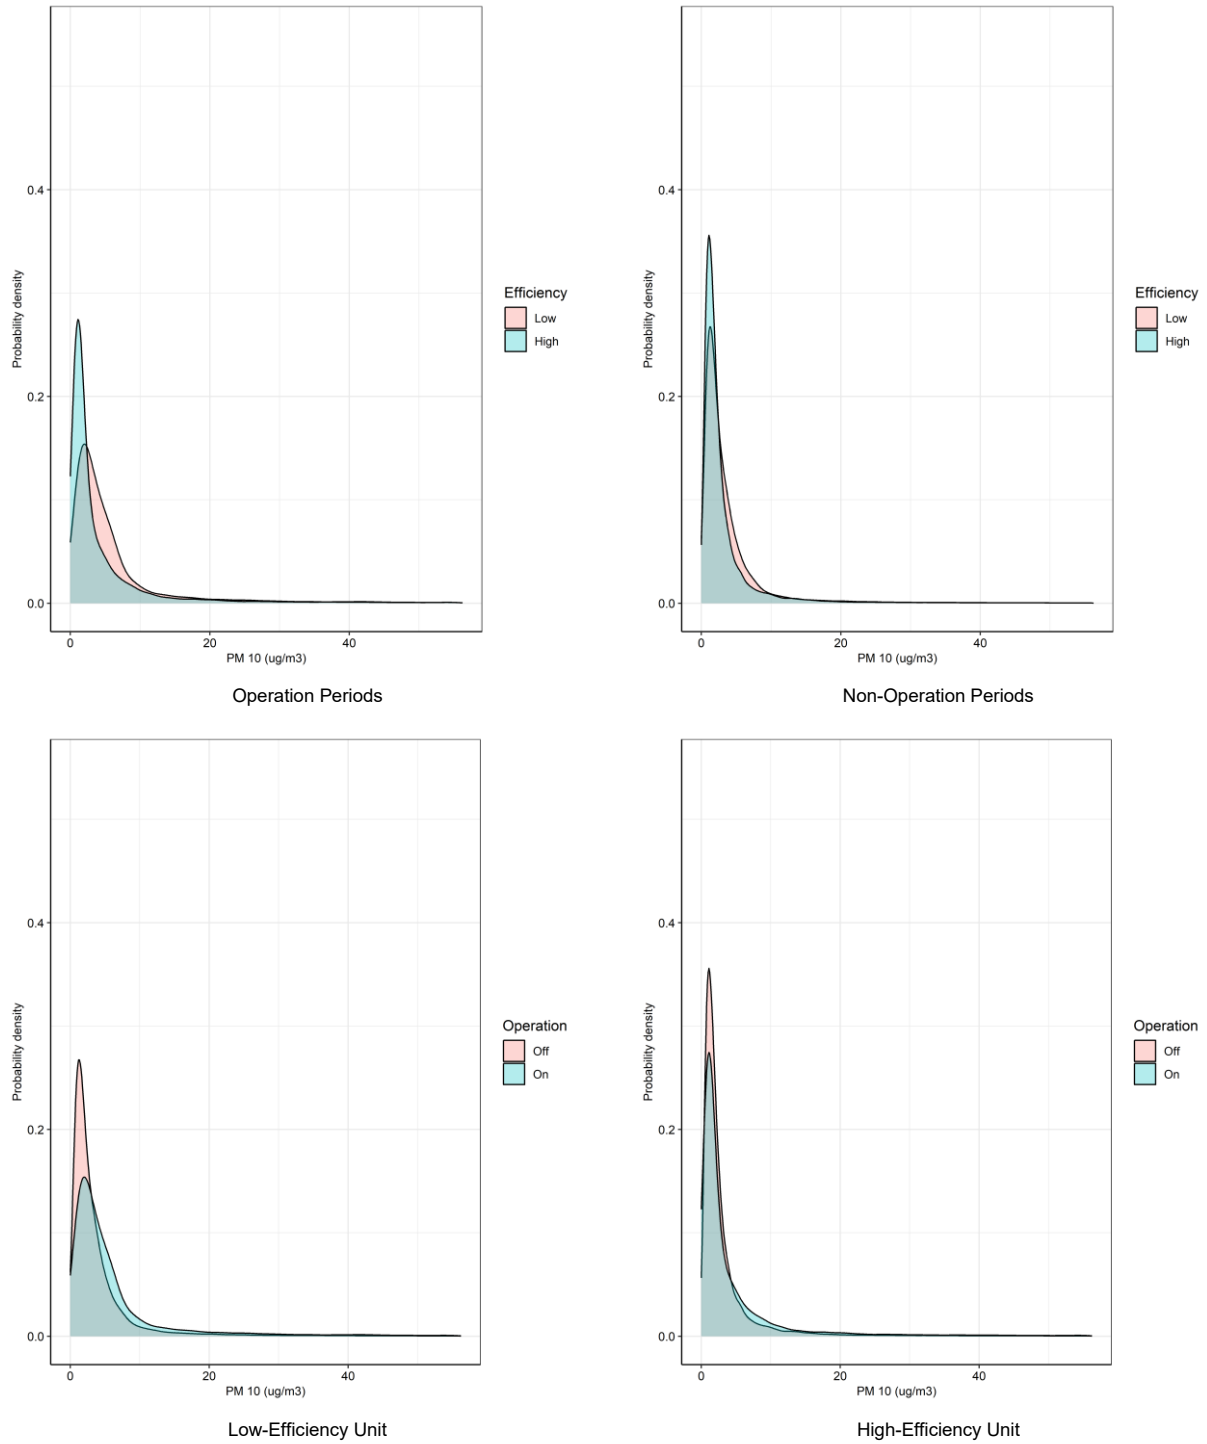 0.4
0.2
0.0
Probability density
0
20
40
PM 10 (ug/m3)
Efficiency
Low
High
Operation Periods
0.4
0.2
0.0
Probability density
0
20
40
PM 10 (ug/m3)
Efficiency
Low
High
Non-Operation Periods
0.4
0.2
0.0
Probability density
0
20
40
PM 10 (ug/m3)
Operation
Off
On
Low-Efficiency Unit
0.4
0.2
0.0
Probability density
0
20
40
PM 10 (ug/m3)
Operation
Off
On
High-Efficiency Unit